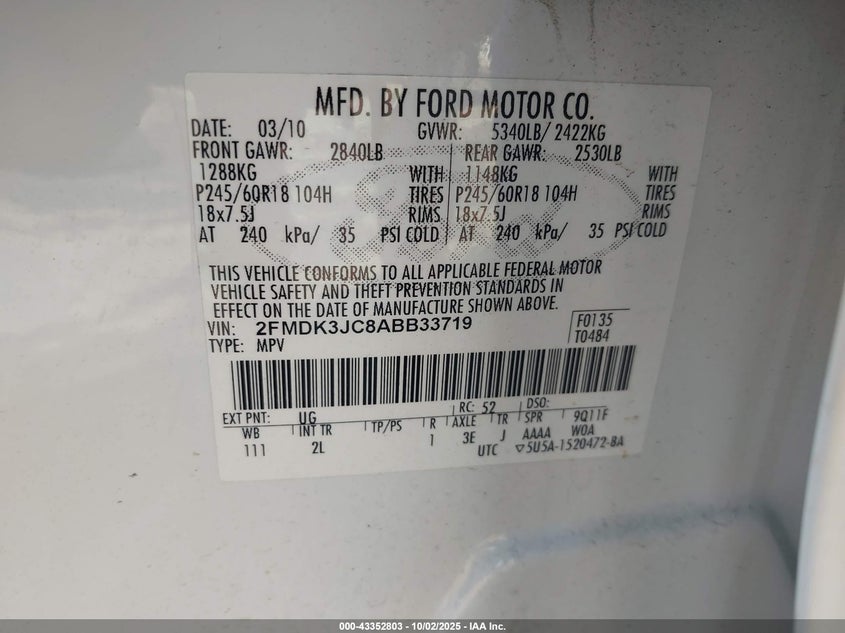 MFD. BY FORD MOTOR CO.
DATE: 03/10 GVWR: 5340LB/ 2422KG
FRONT GAWR: 2840LB REAR GAWR: 2530LB
1288KG WITH 1148KG WITH
P245/60R18 104H TIRES P245/60R18 104H TIRES
18x7.5J RIMS 18x7.5J RIMS
AT 240 kPa/ 35 PSI COLD AT 240 kPa/ 35 PSI COLD
THIS VEHICLE CONFORMS TO ALL APPLICABLE FEDERAL MOTOR
VEHICLE SAFETY AND THEFT PREVENTION STANDARDS IN
EFFECT ON THE DATE OF MANUFACTURE SHOWN ABOVE.
VIN: 2FMDK3JC8ABB33719 F0135
TYPE: MPV T0484
EXT PNT: UG RC: 52 DSO:
WB INT TR TP/PS R AXLE TR SPR 9Q11F
111 2L 1 3E J AAAA W0A
UTC ▽5U5A-1520472-BA
000-43352803 - 10/02/2025 - IAA Inc.